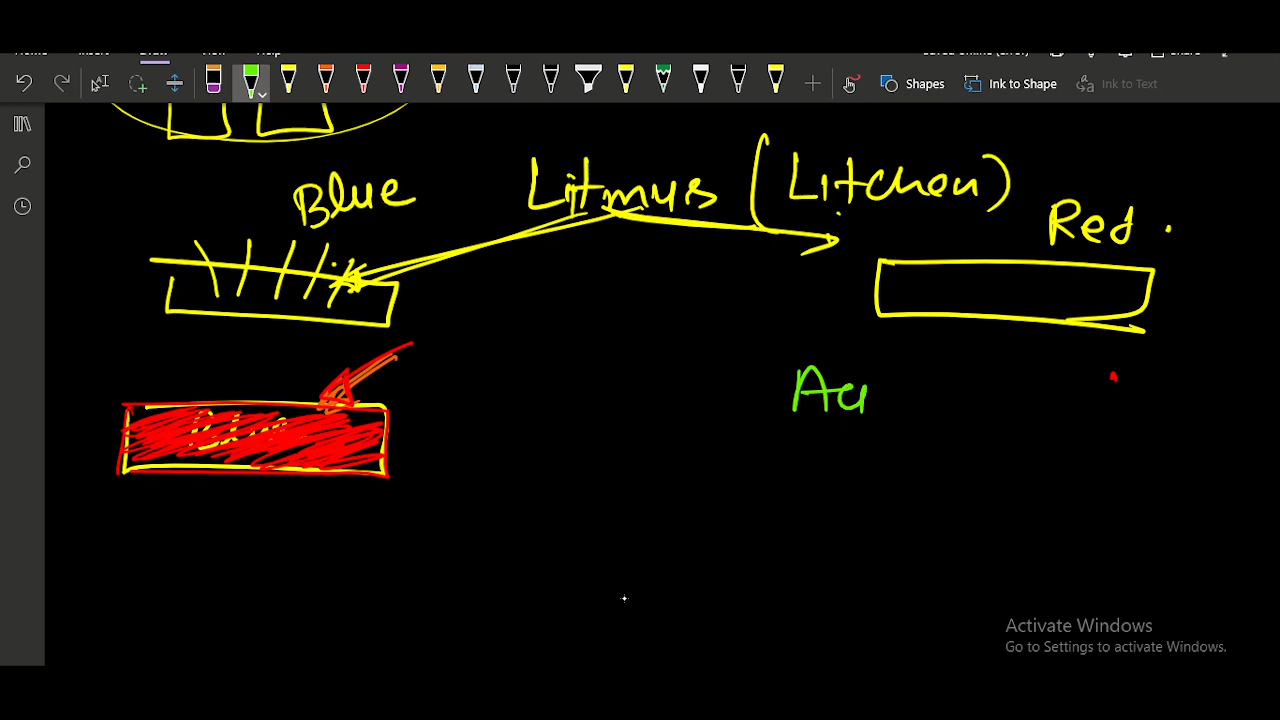 Shapes
Ink to Shape
Ink to Text
Litmus (Litchen)
Blue
Red .
Ac
Activate Windows
Go to Settings to activate Windows.